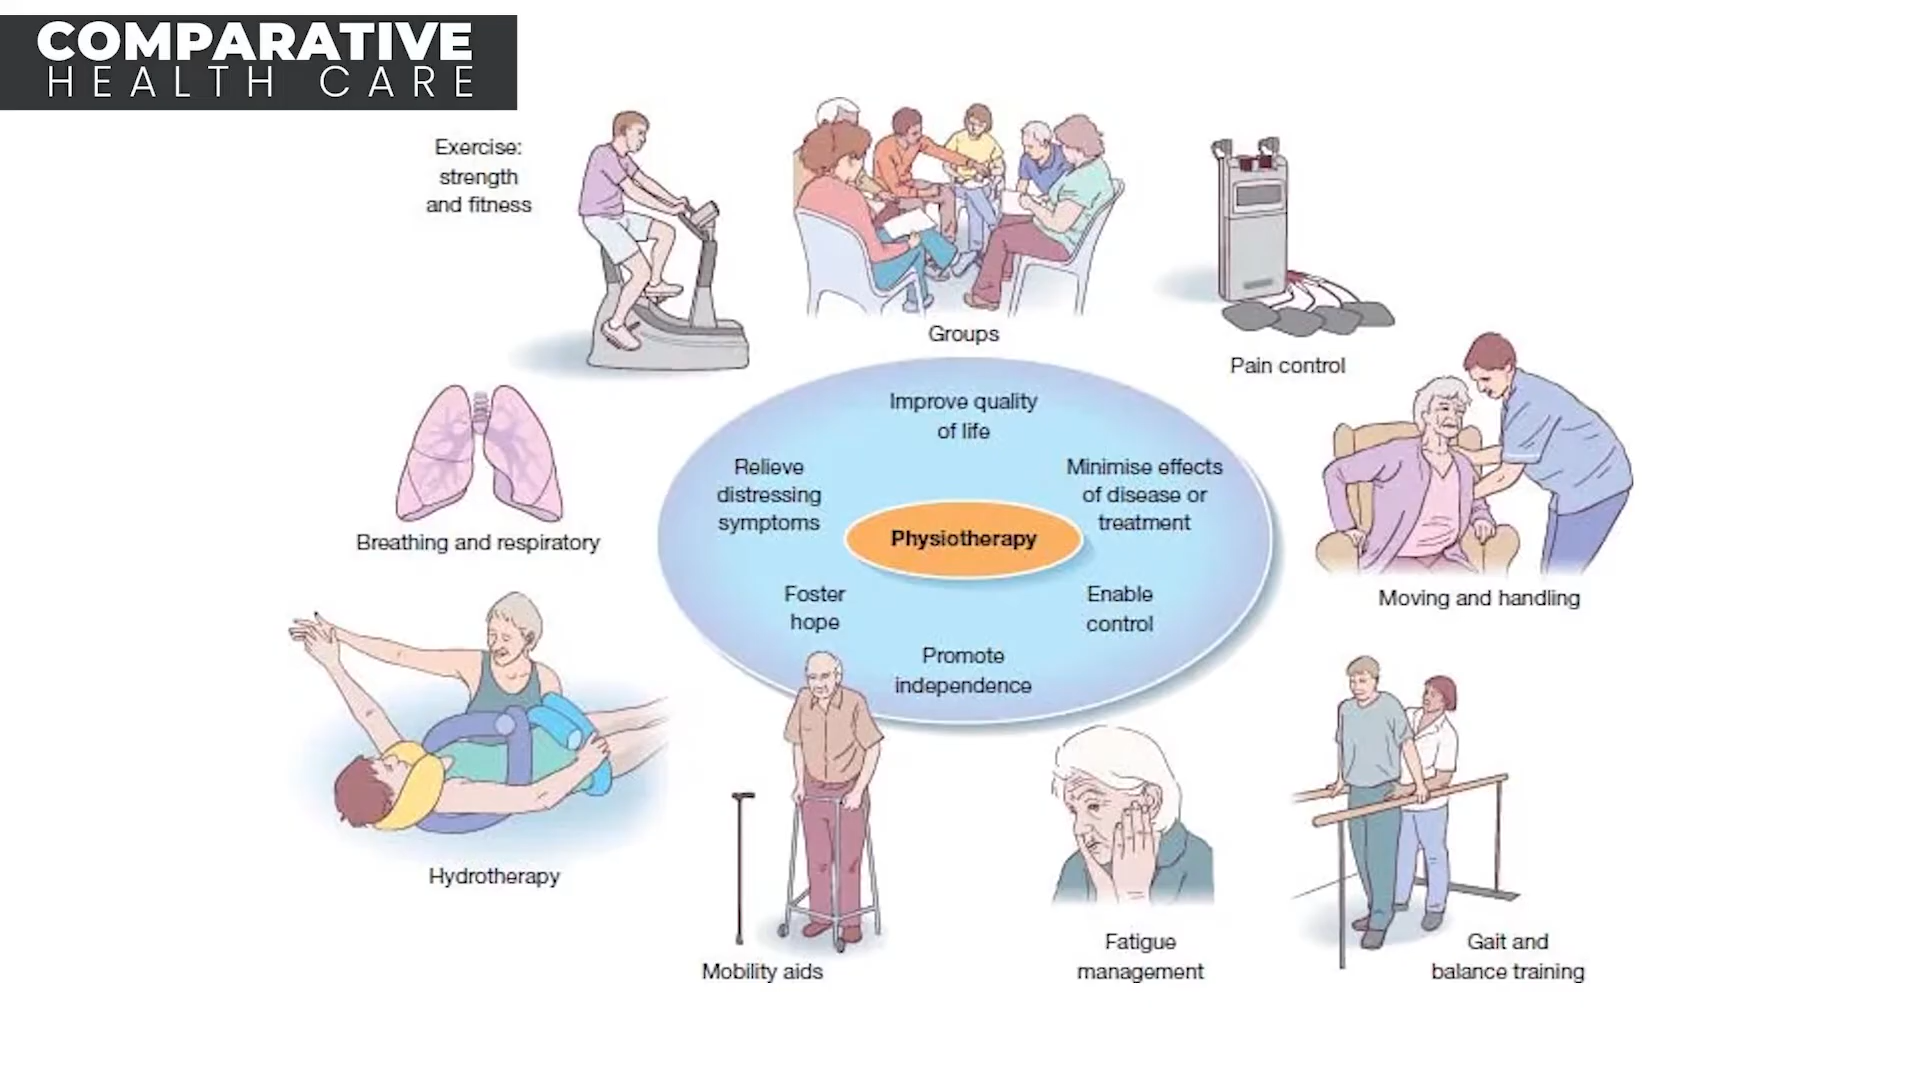 COMPARATIVE
HEALTH CARE
Exercise:
strength
and fitness
Groups
Pain control
Breathing and respiratory
Improve quality
of life
Relieve
distressing
symptoms
Minimise effects
of disease or
treatment
Physiotherapy
Foster
hope
Enable
control
Promote
independence
Moving and handling
Hydrotherapy
Mobility aids
Fatigue
management
Gait and
balance training